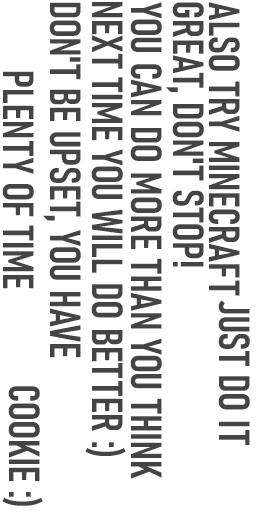 ALSO TRY MINECRAFT JUST DO IT
GREAT, DON'T STOP!
YOU CAN DO MORE THAN YOU THINK
NEXT TIME YOU WILL DO BETTER :)
DON'T BE UPSET, YOU HAVE
PLENTY OF TIME
COOKIE :)